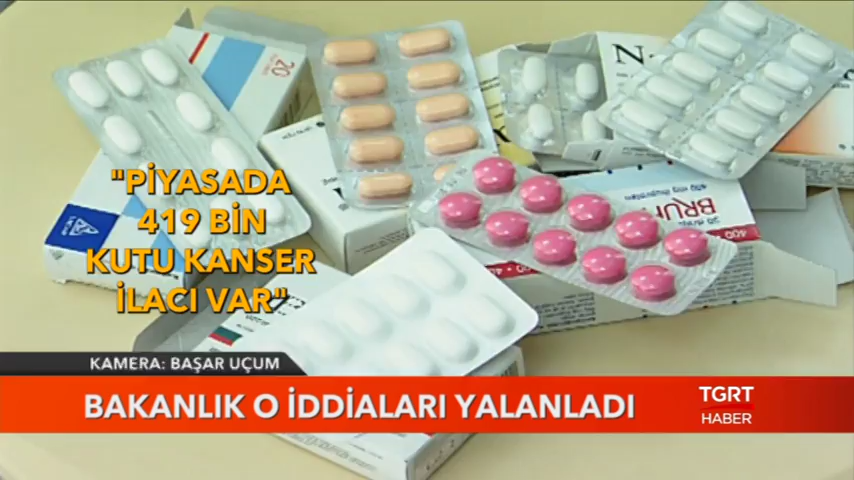 20
"PİYASADA
419 BİN
KUTU KANSER
İLACI VAR"
400
KAMERA: BAŞAR UÇUM
BAKANLIK O İDDİALARI YALANLADI
TGRT
HABER